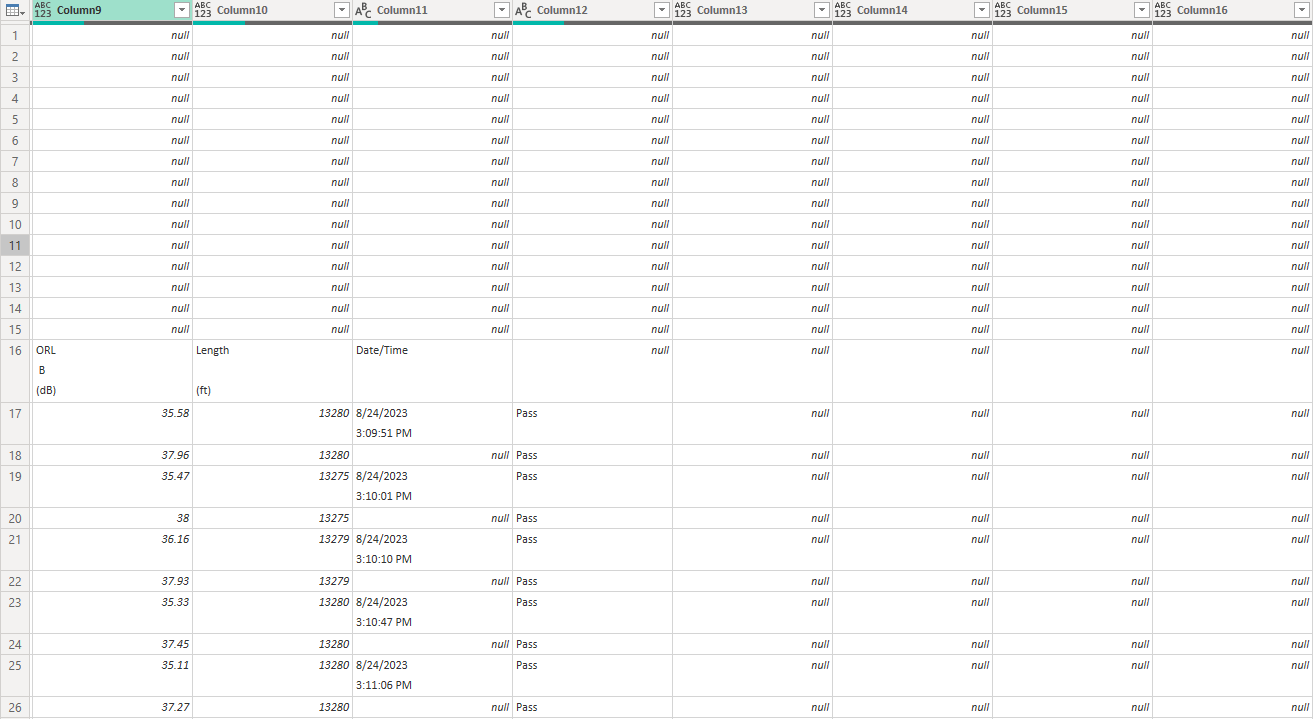 ABC 123 Column9 ABC 123 Column10 ABC Column11 ABC Column12 ABC 123 Column13 ABC 123 Column14 ABC 123 Column15 ABC 123 Column16
1 null null null null null null null null
2 null null null null null null null null
3 null null null null null null null null
4 null null null null null null null null
5 null null null null null null null null
6 null null null null null null null null
7 null null null null null null null null
8 null null null null null null null null
9 null null null null null null null null
10 null null null null null null null null
11 null null null null null null null null
12 null null null null null null null null
13 null null null null null null null null
14 null null null null null null null null
15 null null null null null null null null
16 ORL Length Date/Time null null null null null
B
(dB) (ft)
17 35.58 13280 8/24/2023 Pass null null null null
3:09:51 PM
18 37.96 13280 null Pass null null null null
19 35.47 13275 8/24/2023 Pass null null null null
3:10:01 PM
20 38 13275 null Pass null null null null
21 36.16 13279 8/24/2023 Pass null null null null
3:10:10 PM
22 37.93 13279 null Pass null null null null
23 35.33 13280 8/24/2023 Pass null null null null
3:10:47 PM
24 37.45 13280 null Pass null null null null
25 35.11 13280 8/24/2023 Pass null null null null
3:11:06 PM
26 37.27 13280 null Pass null null null null